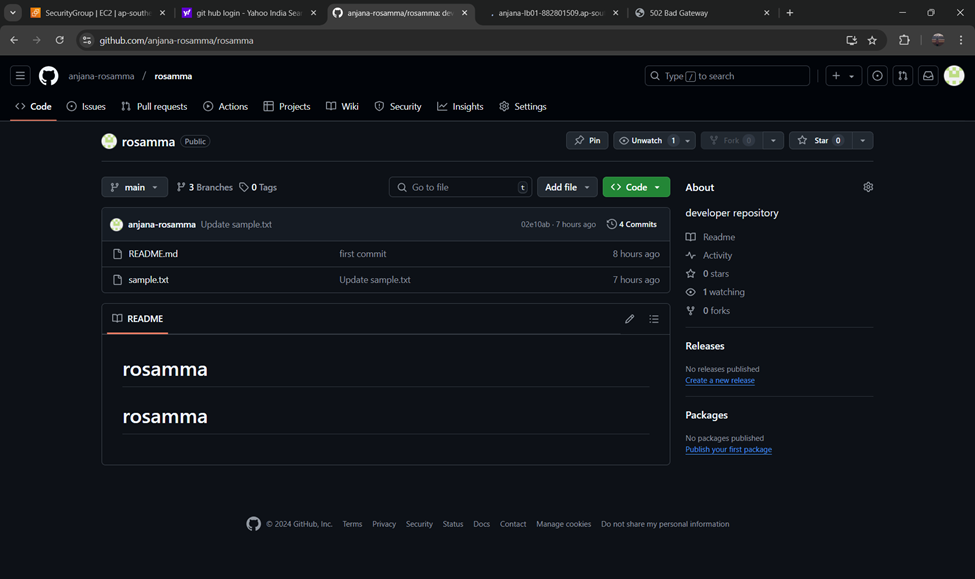 SecurityGroup | EC2 | ap-southe
git hub login - Yahoo India Sear
anjana-rosamma/rosamma: dev
anjana-lb01-882801509.ap-sou
502 Bad Gateway
github.com/anjana-rosamma/rosamma
anjana-rosamma / rosamma
Type / to search
Code Issues Pull requests Actions Projects Wiki Security Insights Settings
rosamma Public
Pin Unwatch 1 Fork 0 Star 0
main 3 Branches 0 Tags
Go to file t
Add file Code
About
developer repository
Readme
Activity
0 stars
1 watching
0 forks
anjana-rosamma Update sample.txt 02e10ab · 7 hours ago 4 Commits
README.md first commit 8 hours ago
sample.txt Update sample.txt 7 hours ago
README
rosamma
rosamma
Releases
No releases published
Create a new release
Packages
No packages published
Publish your first package
© 2024 GitHub, Inc. Terms Privacy Security Status Docs Contact Manage cookies Do not share my personal information